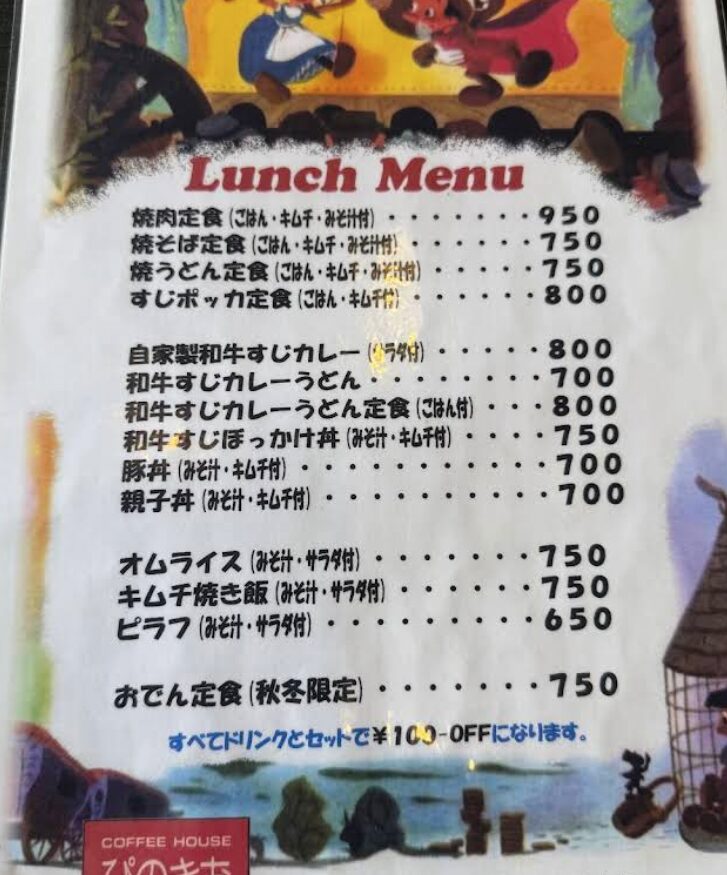 Lunch Menu
焼肉定食(ごはん・キムチ・みそ汁付)・・・・・・・950
焼そば定食(ごはん・キムチ・みそ汁付)・・・・・・750
焼うどん定食(ごはん・キムチ・みそ汁付)・・・・・750
すじポッカ定食(ごはん・キムチ付)・・・・・・800
自家製和牛すじカレー(サラダ付)・・・・・800
和牛すじカレーうどん・・・・・・・・700
和牛すじカレーうどん定食(ごはん付)・・・800
和牛すじぼっかけ丼(みそ汁・キムチ付)・・・・750
豚丼(みそ汁・キムチ付)・・・・・・・・・・700
親子丼(みそ汁・キムチ付)・・・・・・・・・・700
オムライス(みそ汁・サラダ付)・・・・・・・750
キムチ焼き飯(みそ汁・サラダ付)・・・・・・750
ピラフ(みそ汁・サラダ付)・・・・・・・・・650
おでん定食(秋冬限定)・・・・・・・750
すべてドリンクとセットで¥100-OFFになります。
COFFEE HOUSE
ぴのきお